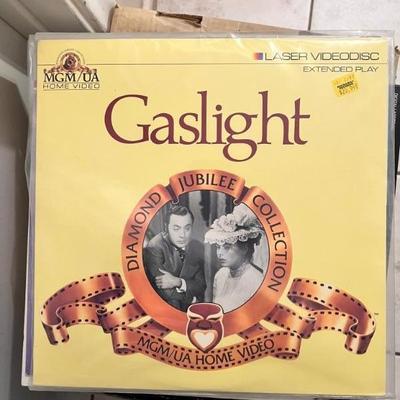 MGM/UA
HOME VIDEO
LASER VIDEODISC
EXTENDED PLAY
Gaslight
DIAMOND JUBILEE COLLECTION
MGM/UA HOME VIDEO